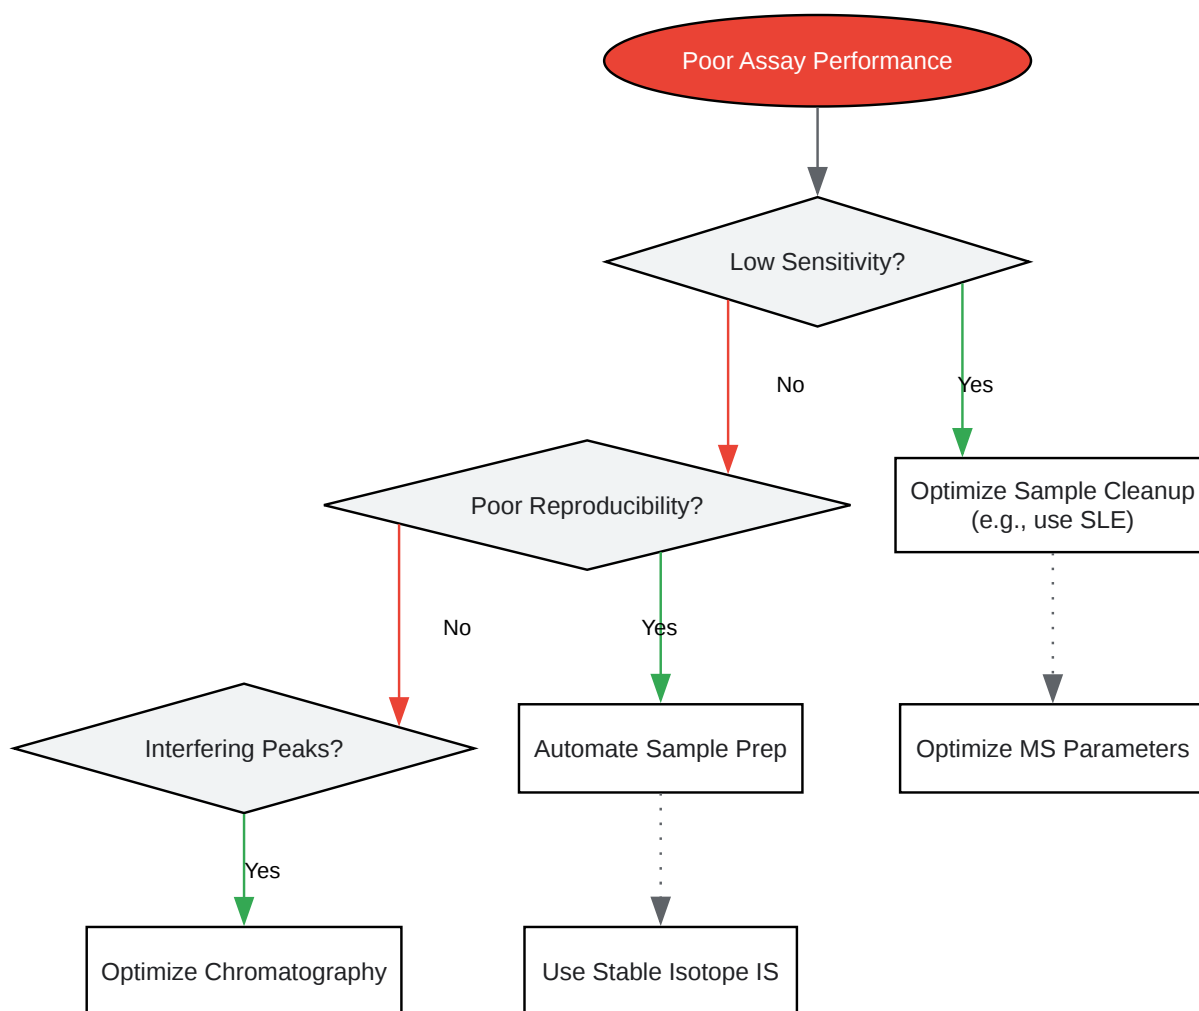 Poor Assay Performance
Low Sensitivity?
No
Yes
Poor Reproducibility?
Optimize Sample Cleanup
(e.g., use SLE)
No
Yes
Interfering Peaks?
Automate Sample Prep
Optimize MS Parameters
Yes
Optimize Chromatography
Use Stable Isotope IS